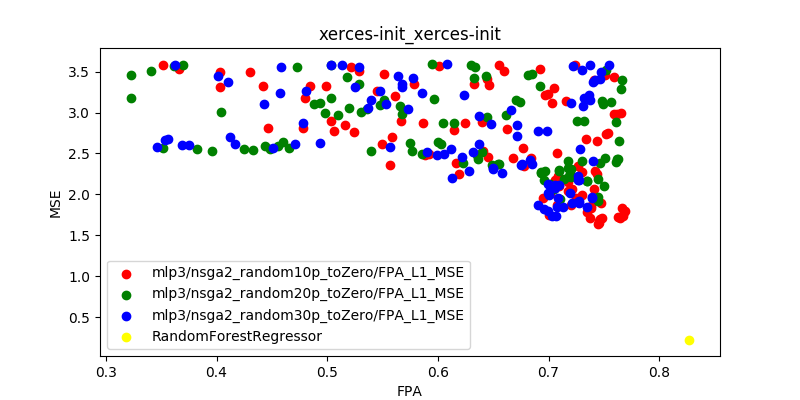 xerces-init_xerces-init
MSE
3.5
3.0
2.5
2.0
1.5
1.0
0.5
mlp3/nsga2_random10p_toZero/FPA_L1_MSE
mlp3/nsga2_random20p_toZero/FPA_L1_MSE
mlp3/nsga2_random30p_toZero/FPA_L1_MSE
RandomForestRegressor
0.3 0.4 0.5 0.6 0.7 0.8
FPA